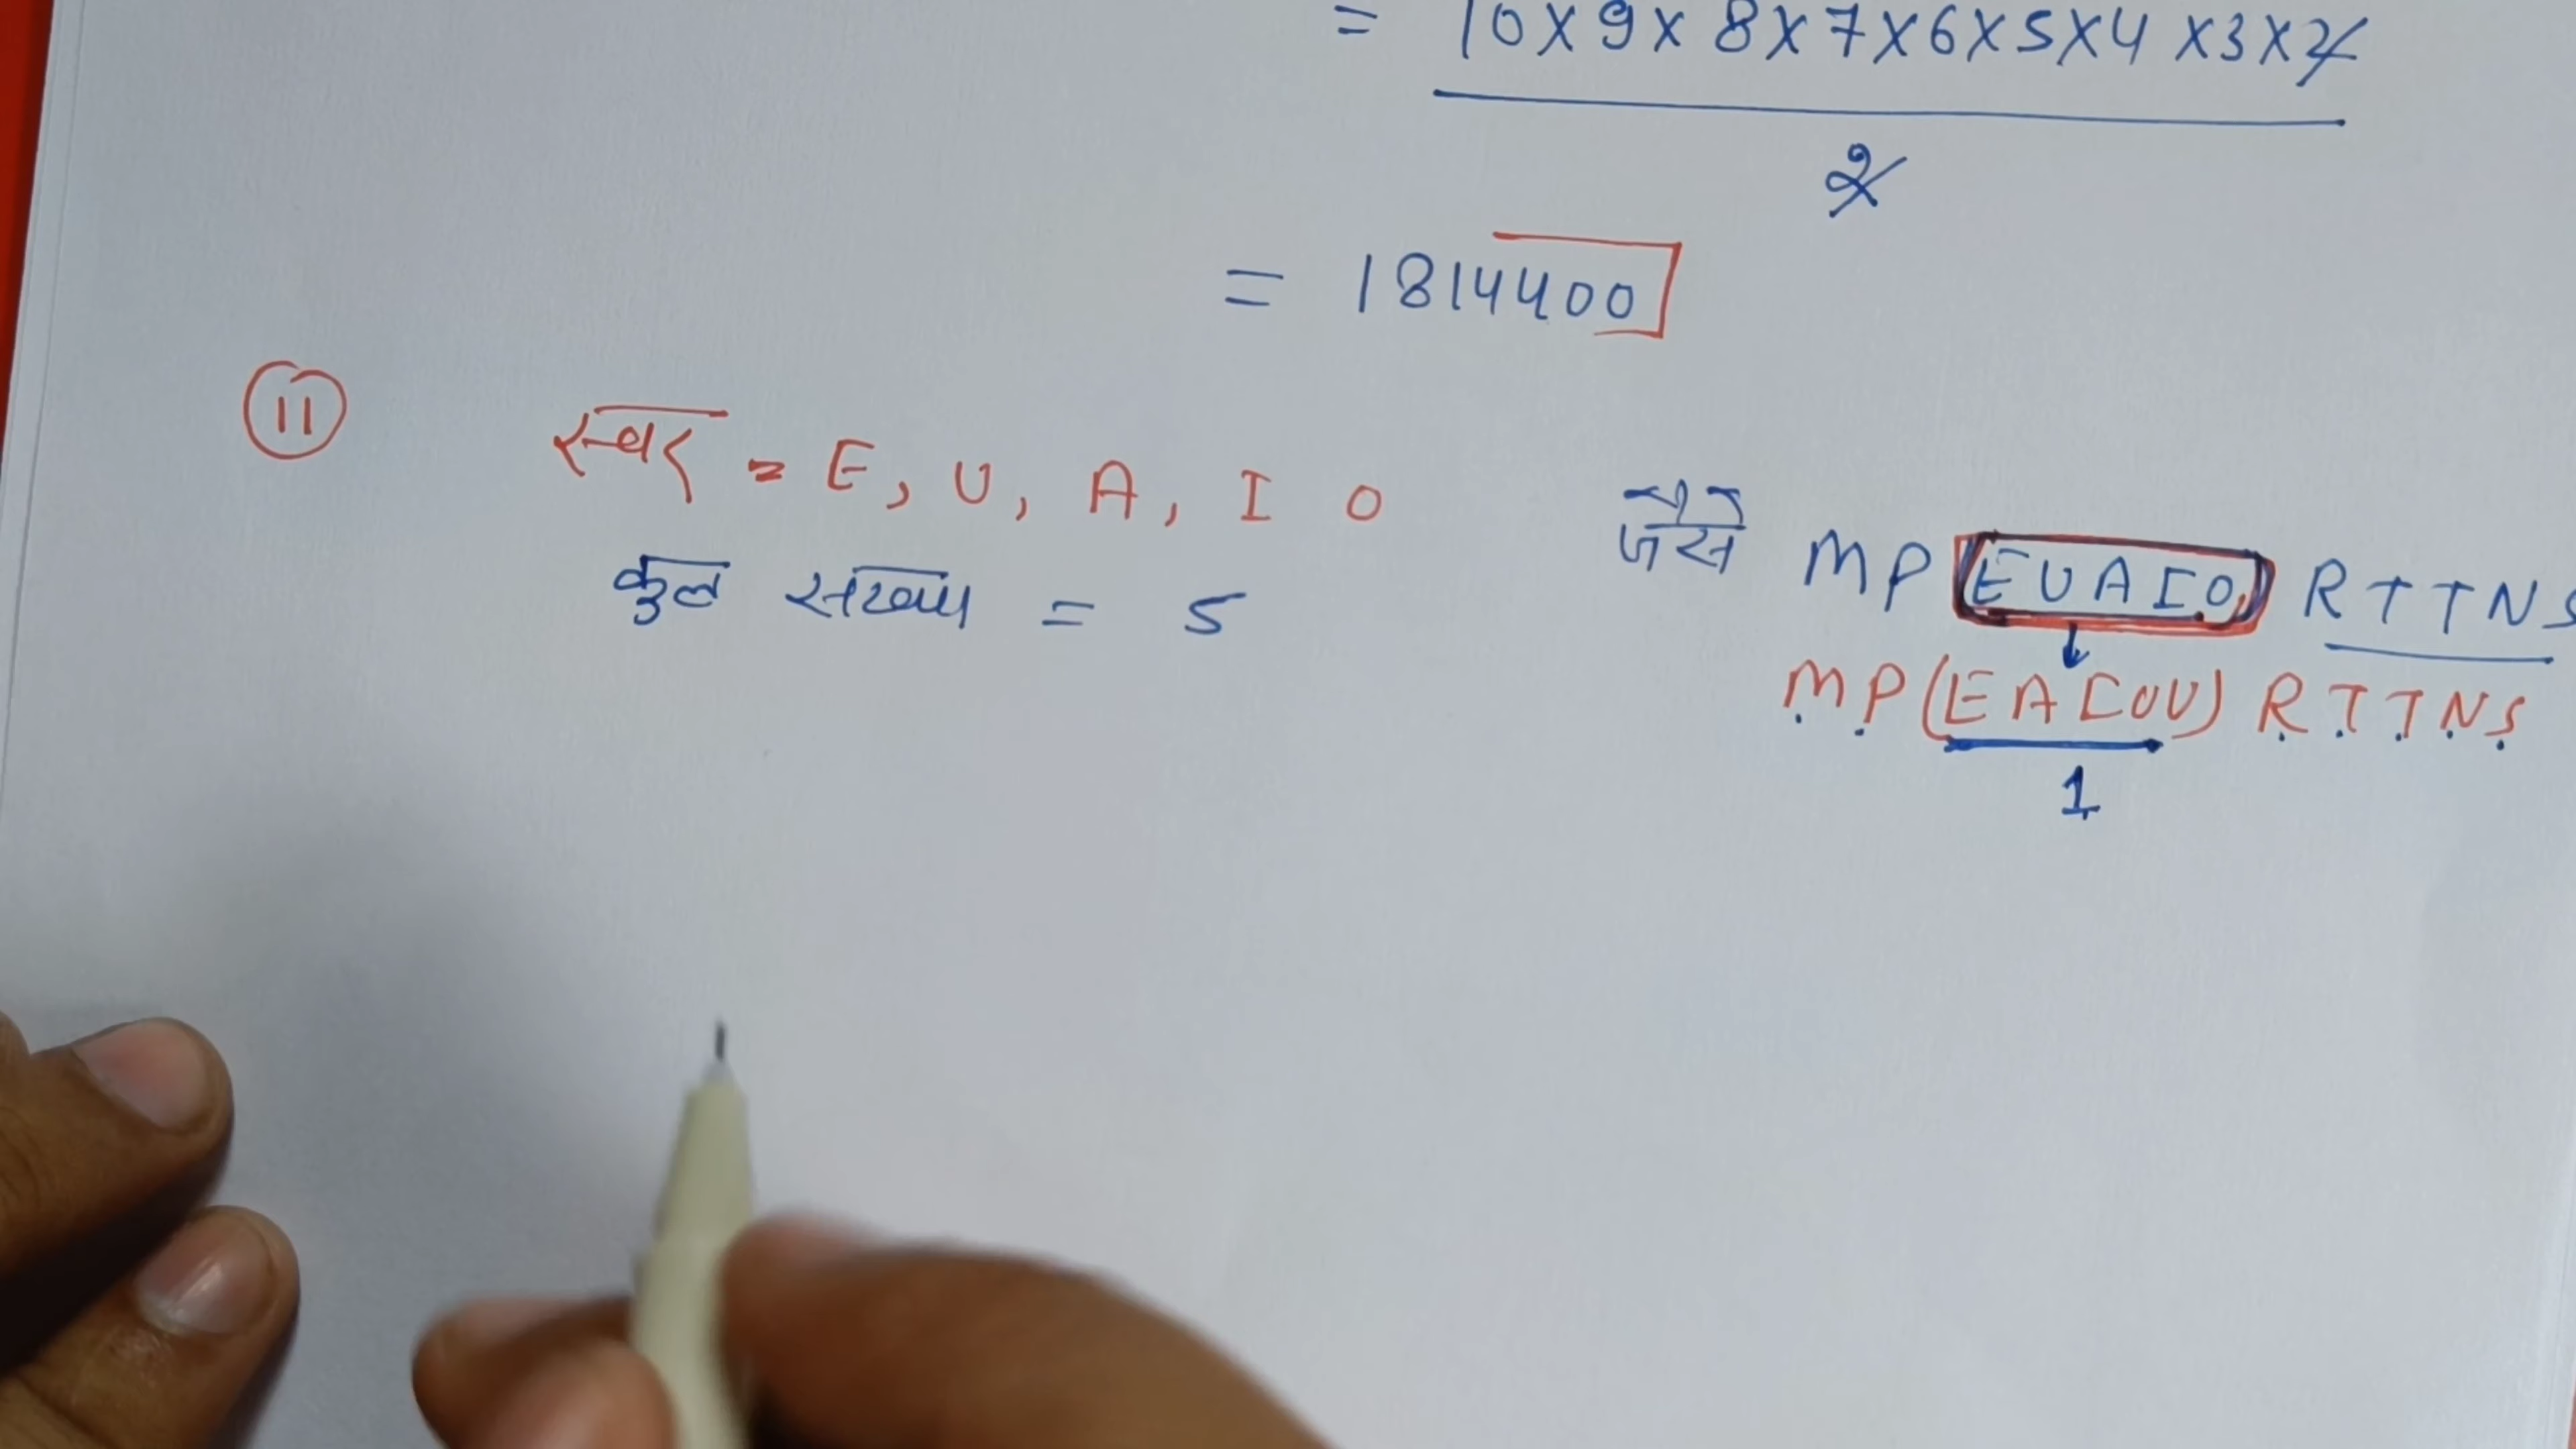 = 10 X 9 X 8 X 7 X 6 X 5 X 4 X 3 X 2
2
= 1814400
11
स्वर = E, U, A, I O
कुल संख्या = 5
जैसे MP EUAIO RTTNS
MP (EAIOU) RTTNS
1